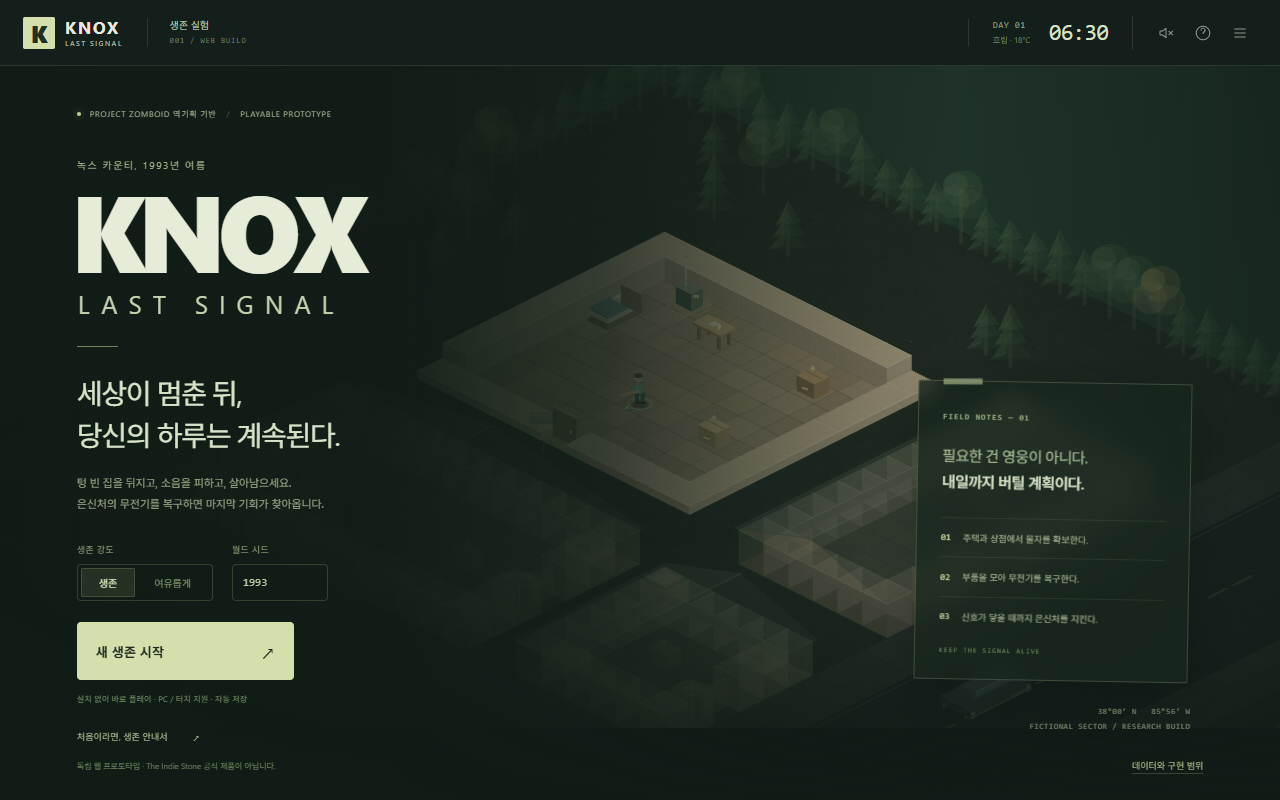 K
KNOX
LAST SIGNAL
생존 실험
001 / WEB BUILD
DAY 01
흐림 · 18°C
06:30
PROJECT ZOMBOID 역기획 기반 / PLAYABLE PROTOTYPE
녹스 카운티, 1993년 여름
KNOX
LAST SIGNAL
세상이 멈춘 뒤,
당신의 하루는 계속된다.
텅 빈 집을 뒤지고, 소음을 피하고, 살아남으세요.
은신처의 무전기를 복구하면 마지막 기회가 찾아옵니다.
생존 강도
월드 시드
생존
여유롭게
1993
새 생존 시작 ↗
설치 없이 바로 플레이 · PC / 터치 지원 · 자동 저장
처음이라면, 생존 안내서 ↗
독립 웹 프로토타입 · The Indie Stone 공식 제품이 아닙니다.
FIELD NOTES — 01
필요한 건 영웅이 아니다.
내일까지 버틸 계획이다.
01 주택과 상점에서 물자를 확보한다.
02 부품을 모아 무전기를 복구한다.
03 신호가 닿을 때까지 은신처를 지킨다.
KEEP THE SIGNAL ALIVE
38°00′ N 85°56′ W
FICTIONAL SECTOR / RESEARCH BUILD
데이터와 구현 범위